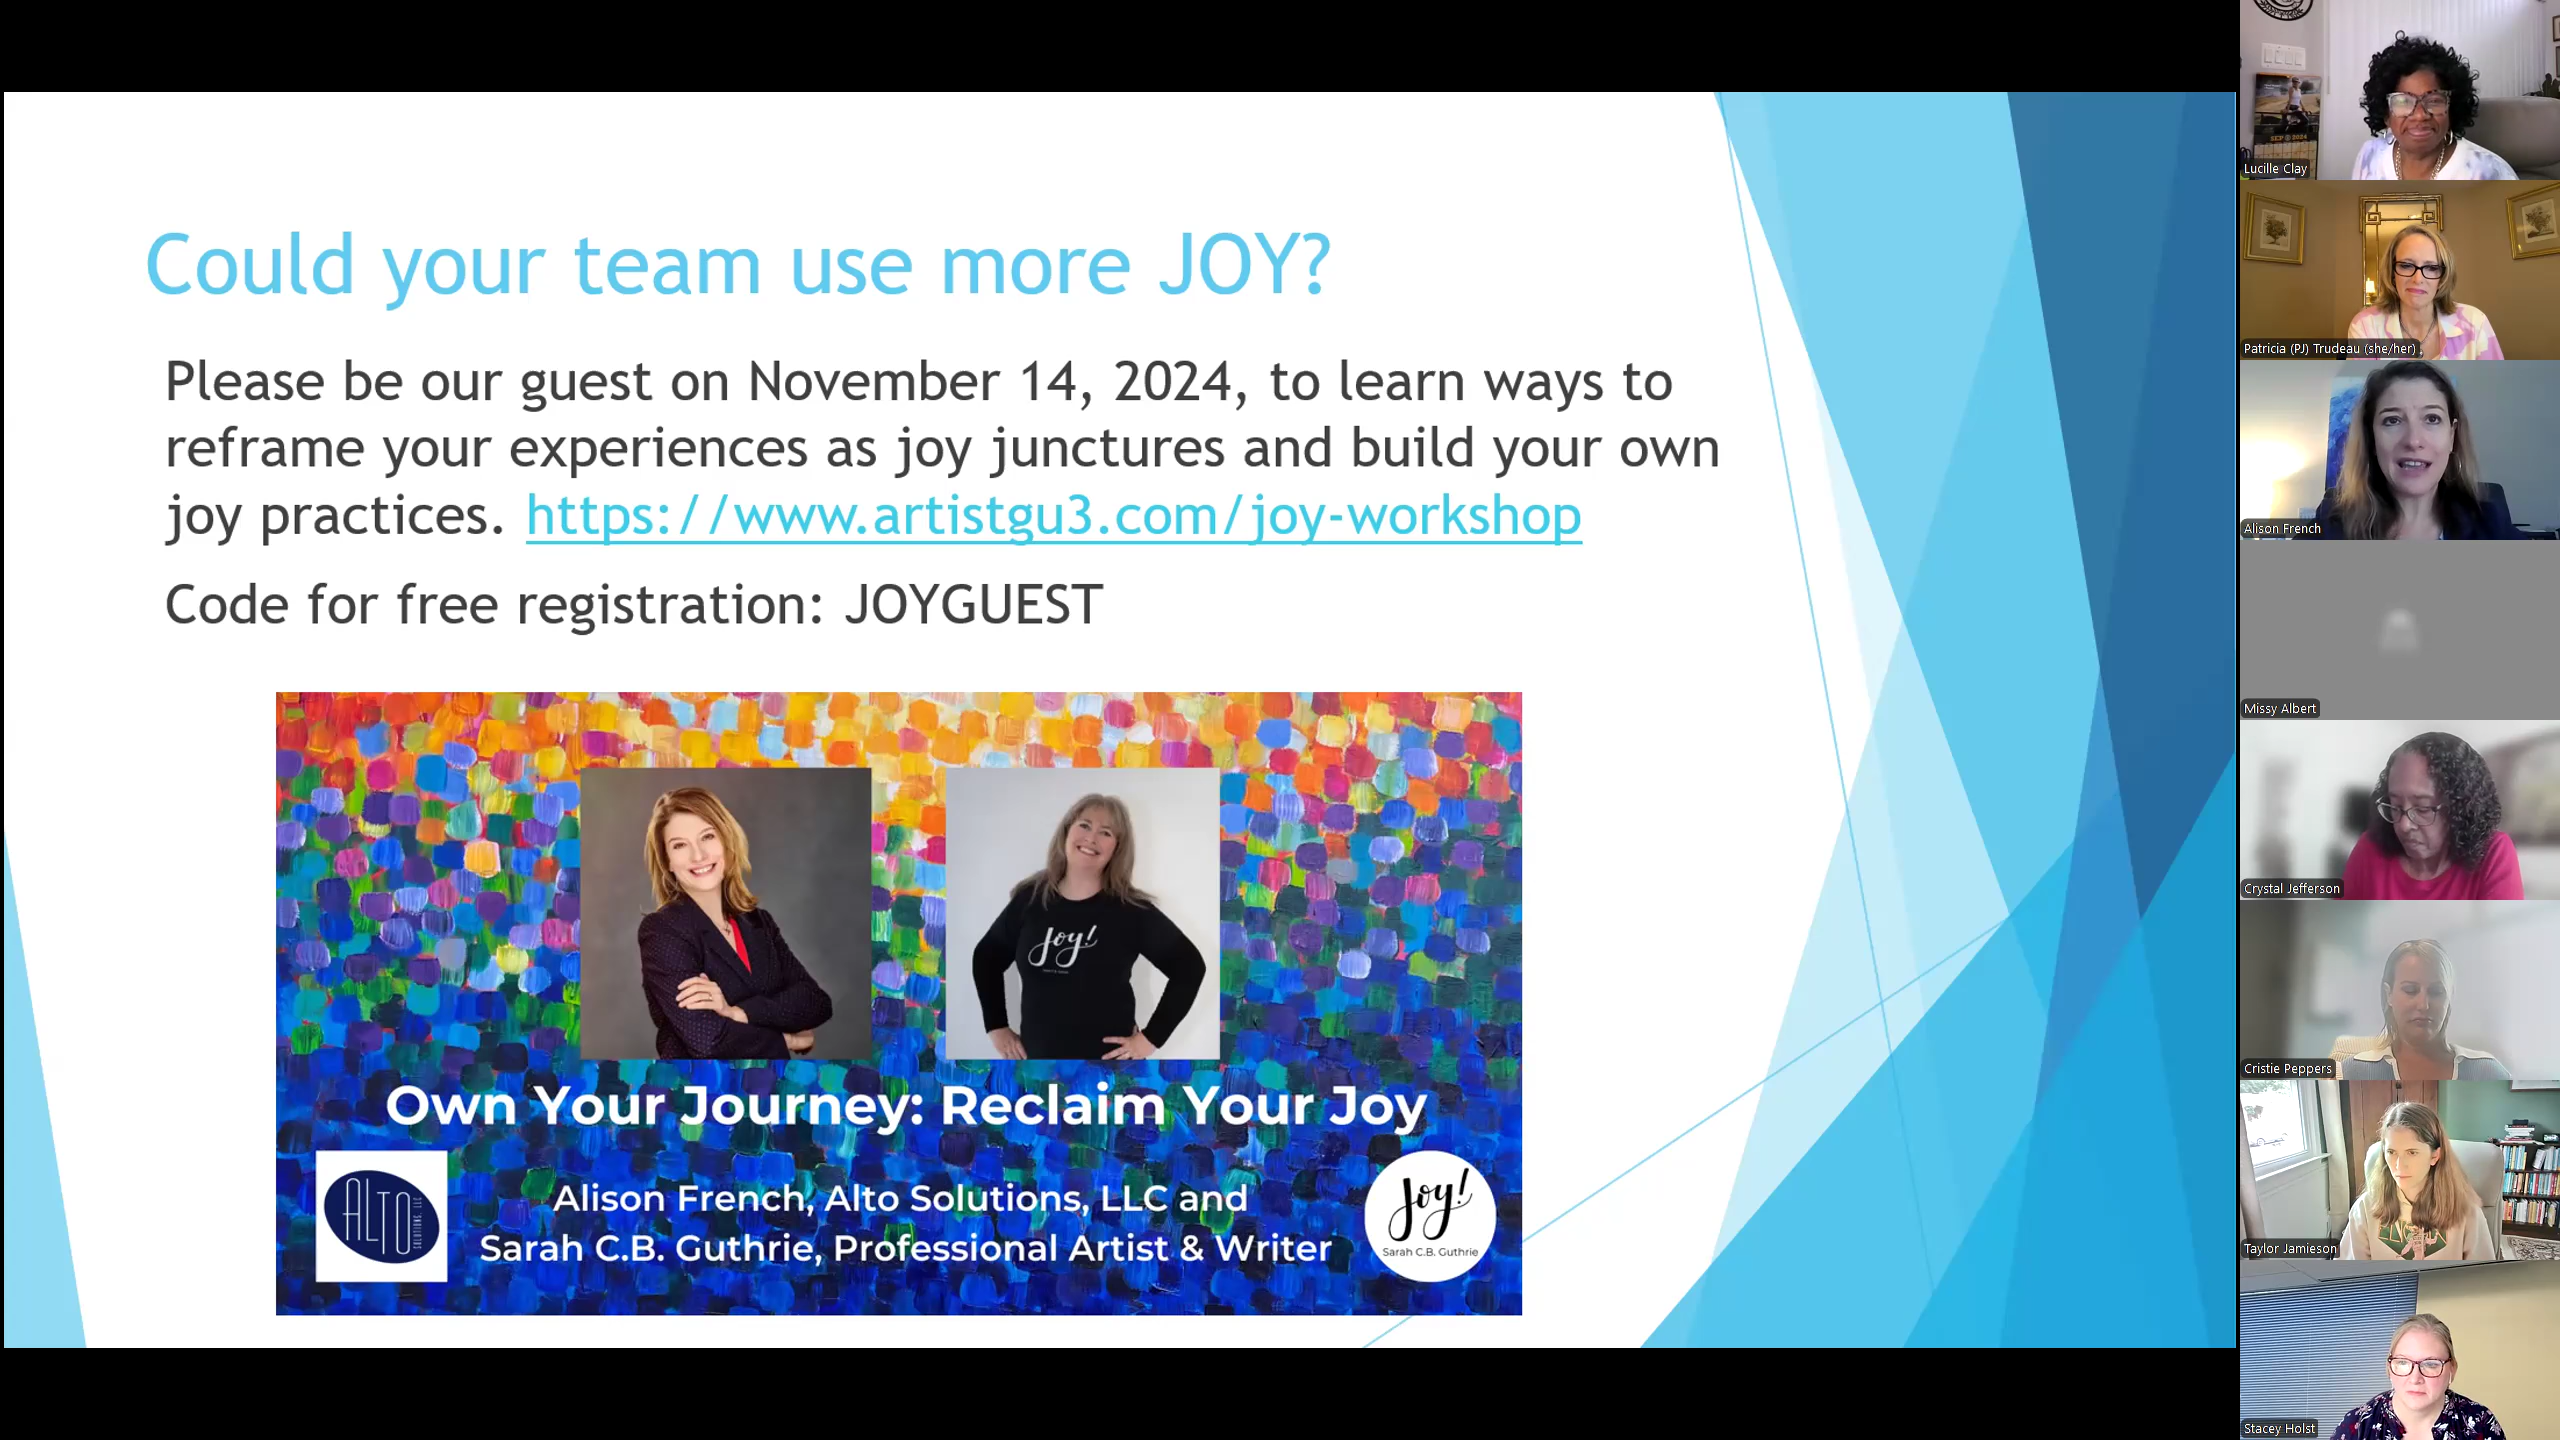 Could your team use more JOY?
Please be our guest on November 14, 2024, to learn ways to
reframe your experiences as joy junctures and build your own
joy practices. https://www.artistgu3.com/joy-workshop
Code for free registration: JOYGUEST
Joy!
Own Your Journey: Reclaim Your Joy
ALTO
SOLUTIONS, LLC
Alison French, Alto Solutions, LLC and
Sarah C.B. Guthrie, Professional Artist & Writer
Joy!
Sarah C.B. Guthrie
SEP 2024
Lucille Clay
Patricia (PJ) Trudeau (she/her)
Alison French
Missy Albert
Crystal Jefferson
Cristie Peppers
Taylor Jamieson
Stacey Holst